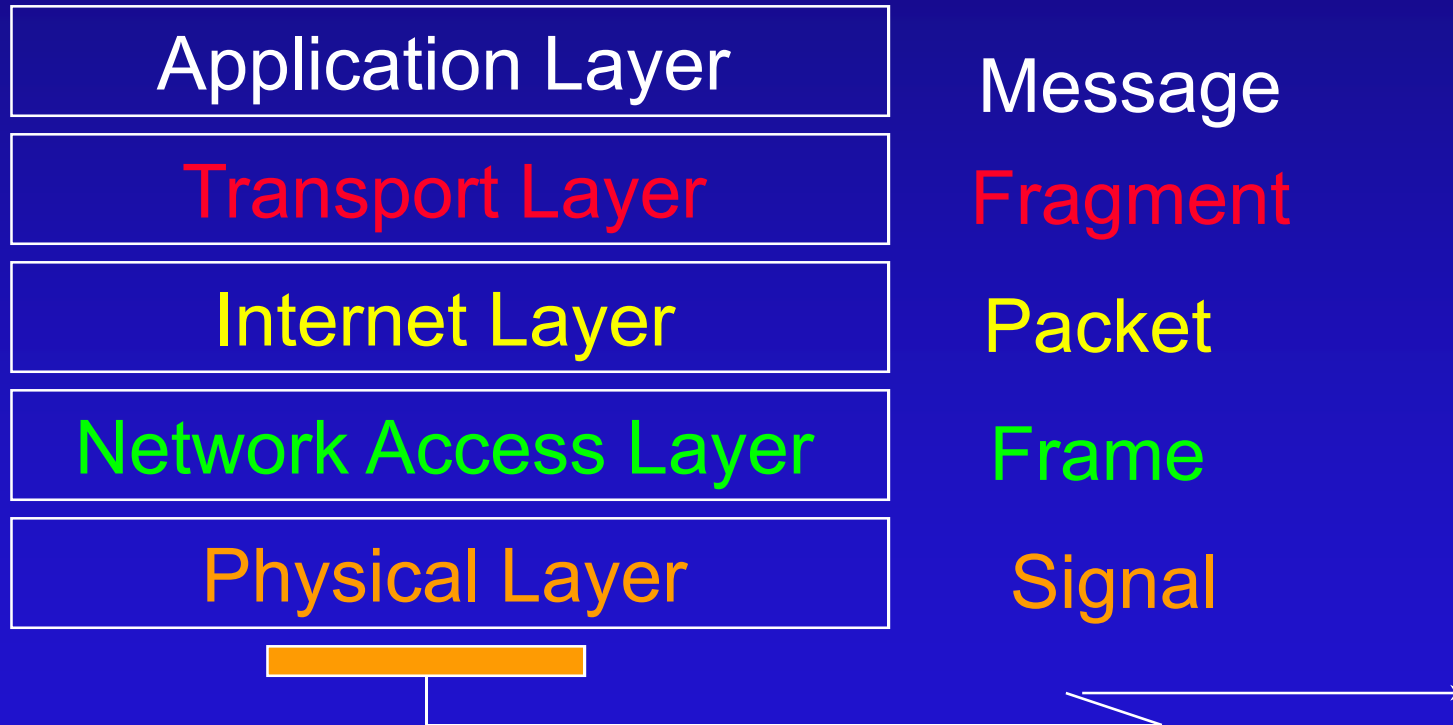 Application Layer
Message
Transport Layer
Fragment
Internet Layer
Packet
Network Access Layer
Frame
Physical Layer
Signal